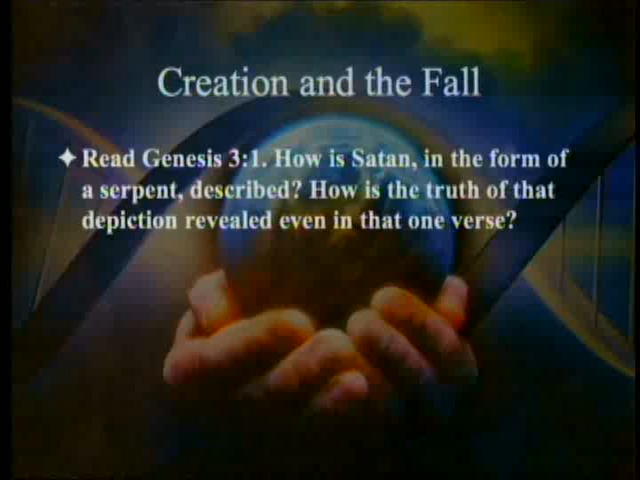 Creation and the Fall
✦ Read Genesis 3:1. How is Satan, in the form of
a serpent, described? How is the truth of that
depiction revealed even in that one verse?